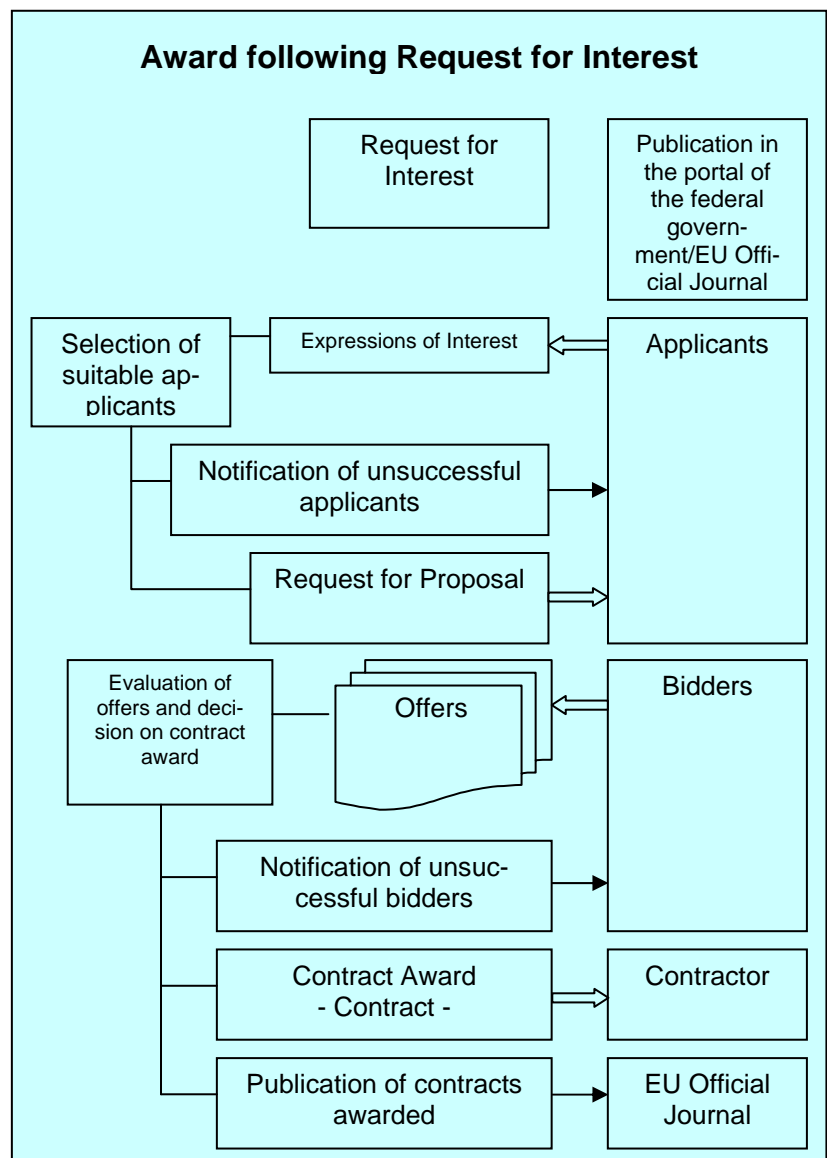 Award following Request for Interest
Request for
Interest
Publication in
the portal of
the federal
govern-
ment/EU Offi-
cial Journal
Selection of
suitable ap-
plicants
Expressions of Interest
Applicants
Notification of unsuccessful
applicants
Request for Proposal
Evaluation of
offers and deci-
sion on contract
award
Offers
Bidders
Notification of unsuc-
cessful bidders
Contract Award
- Contract -
Contractor
Publication of contracts
awarded
EU Official
Journal